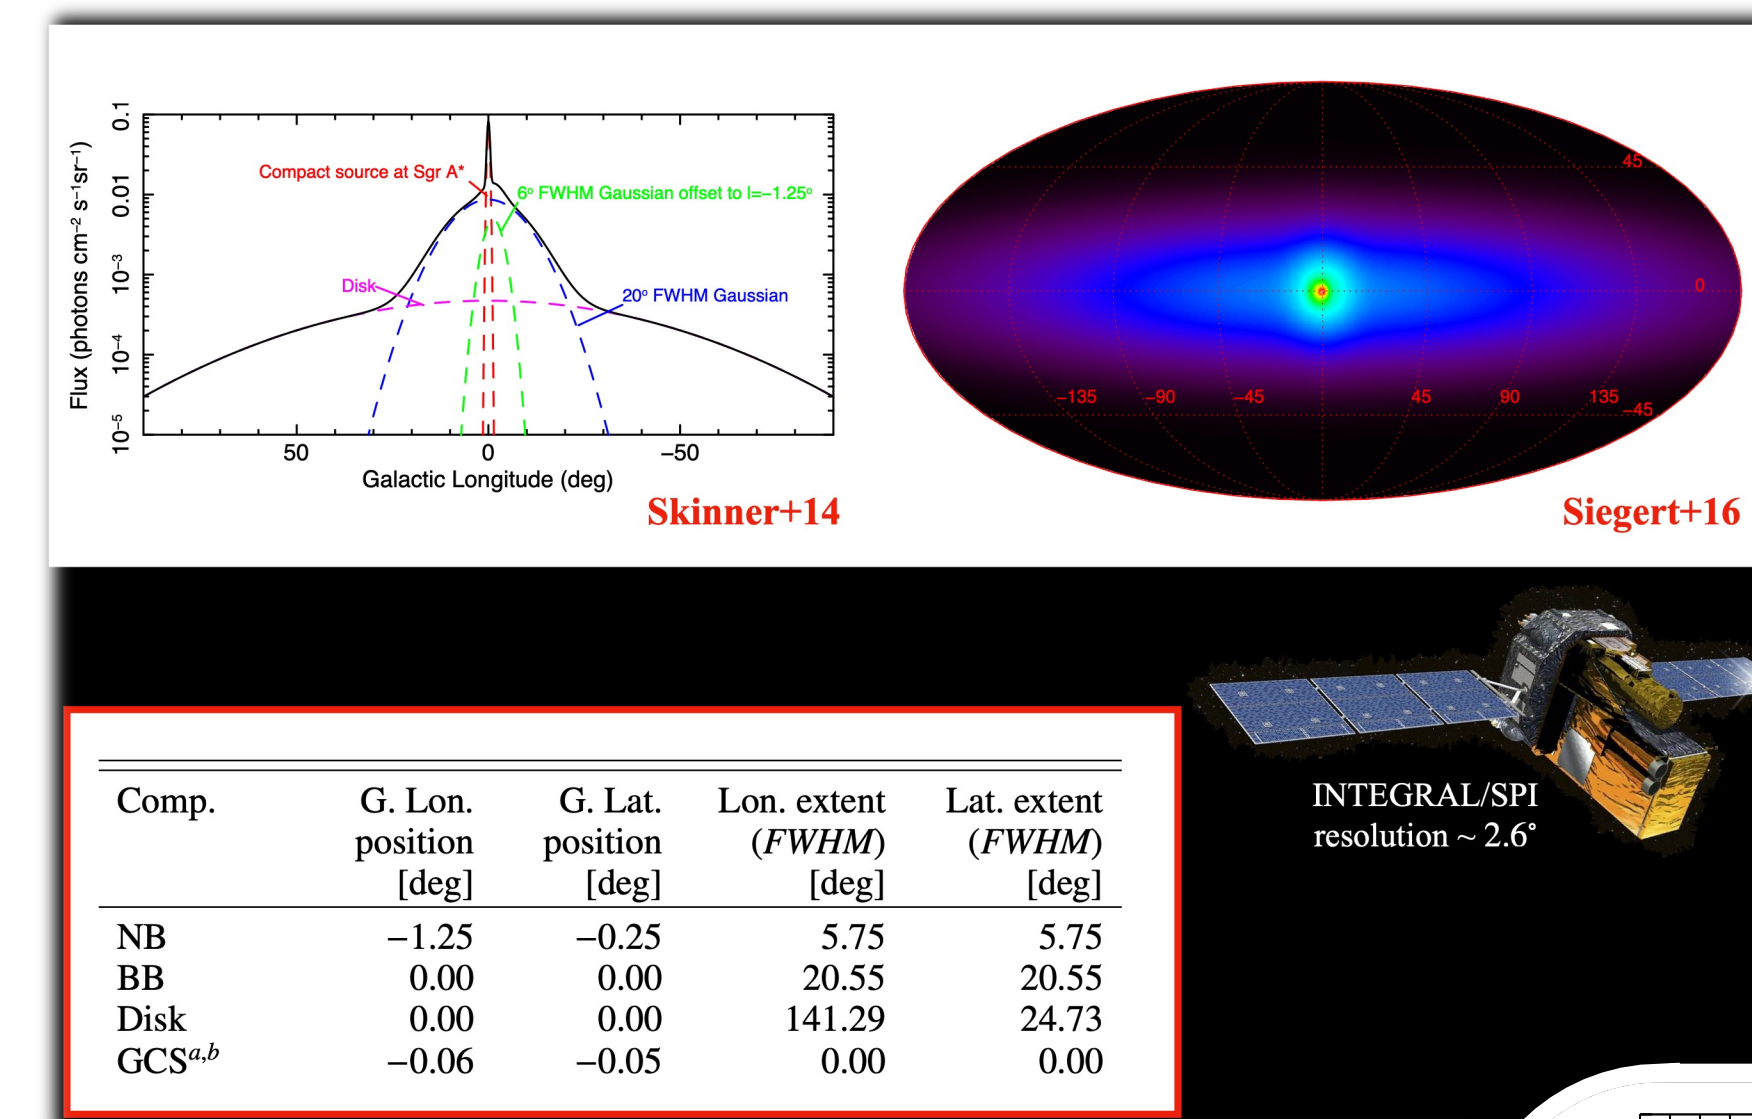 0.1
0.01
10−3
10−4
10−5
Flux (photons cm−2 s−1sr−1)
Compact source at Sgr A*
6o FWHM Gaussian offset to l=−1.25o
Disk
20o FWHM Gaussian
50 0 −50
Galactic Longitude (deg)
Skinner+14
45
0
−135 −90 −45 45 90 135
−45
Siegert+16
INTEGRAL/SPI
resolution ~ 2.6°
Comp. G. Lon. G. Lat. Lon. extent Lat. extent
position position (FWHM) (FWHM)
[deg] [deg] [deg] [deg]
NB −1.25 −0.25 5.75 5.75
BB 0.00 0.00 20.55 20.55
Disk 0.00 0.00 141.29 24.73
GCSa,b −0.06 −0.05 0.00 0.00